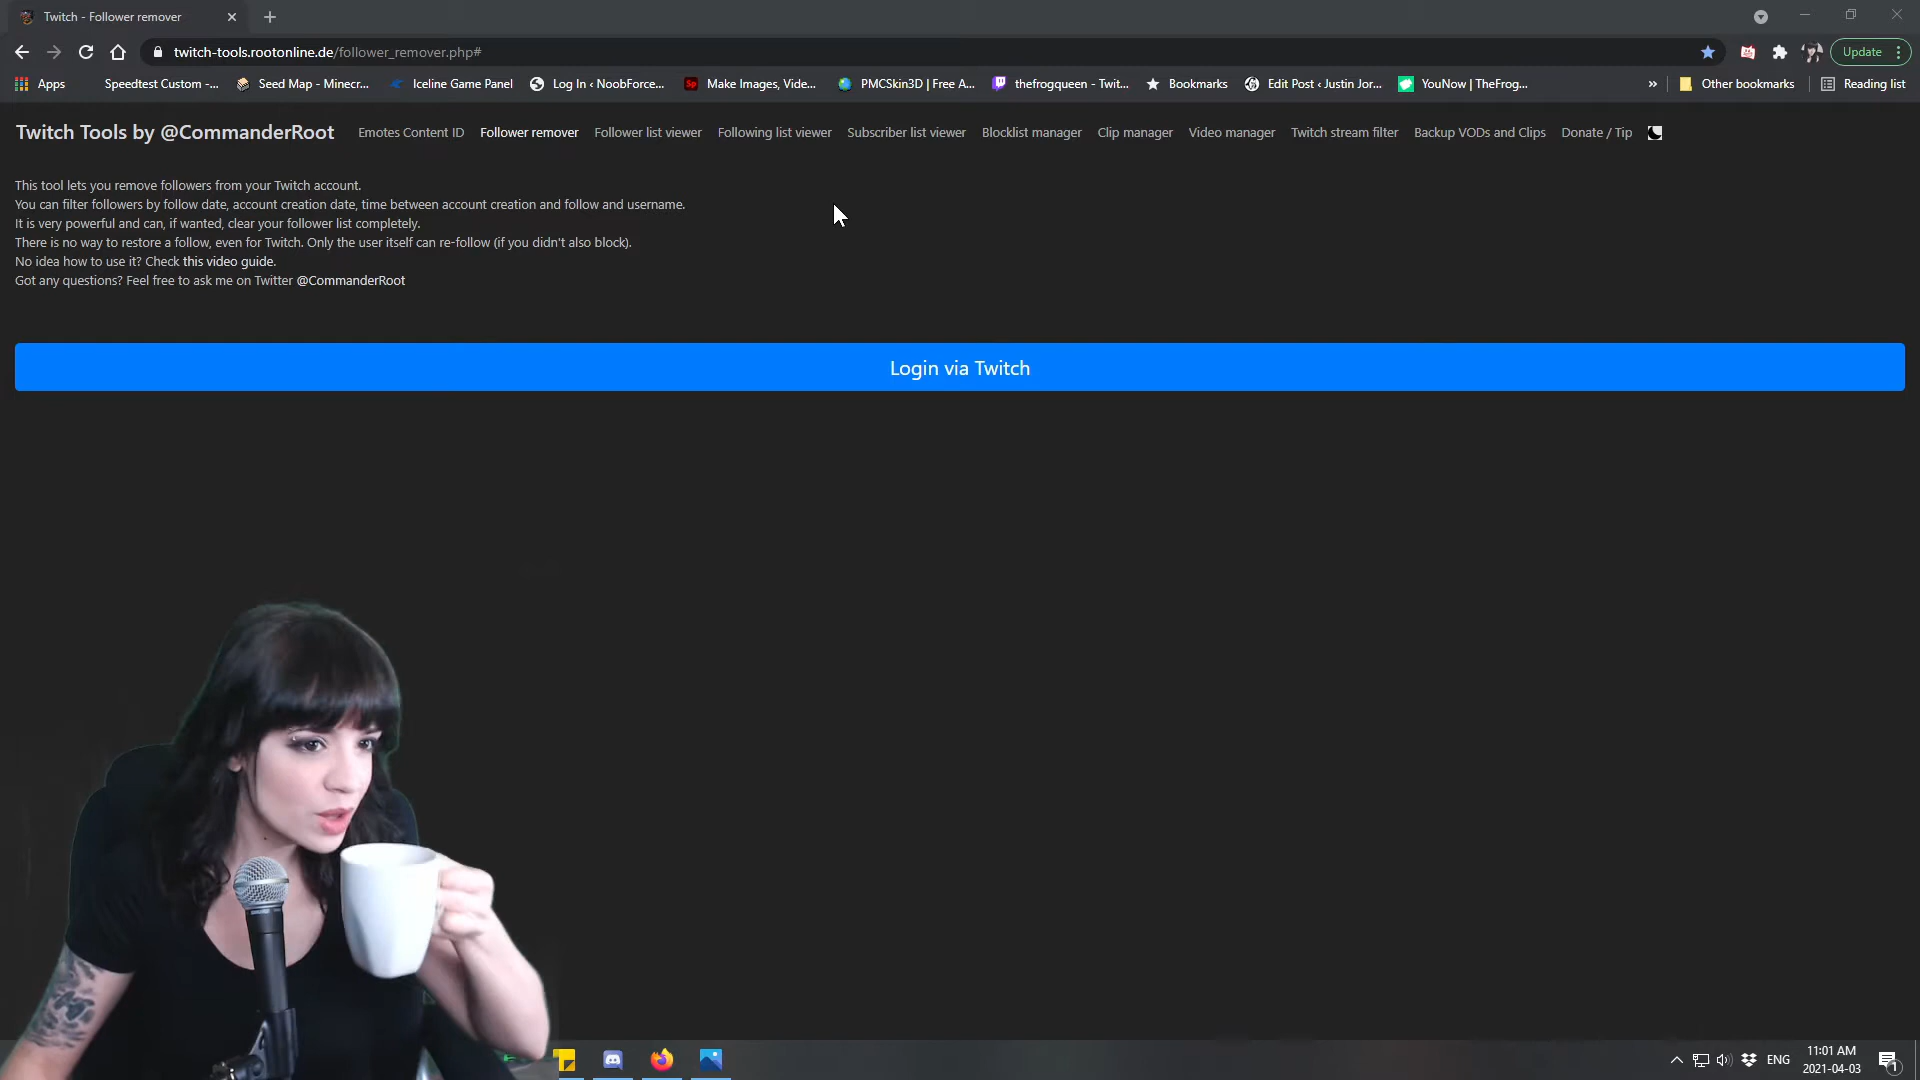 Twitch - Follower remover
twitch-tools.rootonline.de/follower_remover.php#
Update
Apps
Speedtest Custom -...
Seed Map - Minecr...
Iceline Game Panel
Log In ‹ NoobForce...
Sp
Make Images, Vide...
PMCSkin3D | Free A...
thefrogqueen - Twit...
Bookmarks
Edit Post ‹ Justin Jor...
YouNow | TheFrog...
»
Other bookmarks
Reading list
Twitch Tools by @CommanderRoot
Emotes Content ID
Follower remover
Follower list viewer
Following list viewer
Subscriber list viewer
Blocklist manager
Clip manager
Video manager
Twitch stream filter
Backup VODs and Clips
Donate / Tip
This tool lets you remove followers from your Twitch account.
You can filter followers by follow date, account creation date, time between account creation and follow and username.
It is very powerful and can, if wanted, clear your follower list completely.
There is no way to restore a follow, even for Twitch. Only the user itself can re-follow (if you didn't also block).
No idea how to use it? Check this video guide.
Got any questions? Feel free to ask me on Twitter @CommanderRoot
Login via Twitch
ENG
11:01 AM
2021-04-03
1